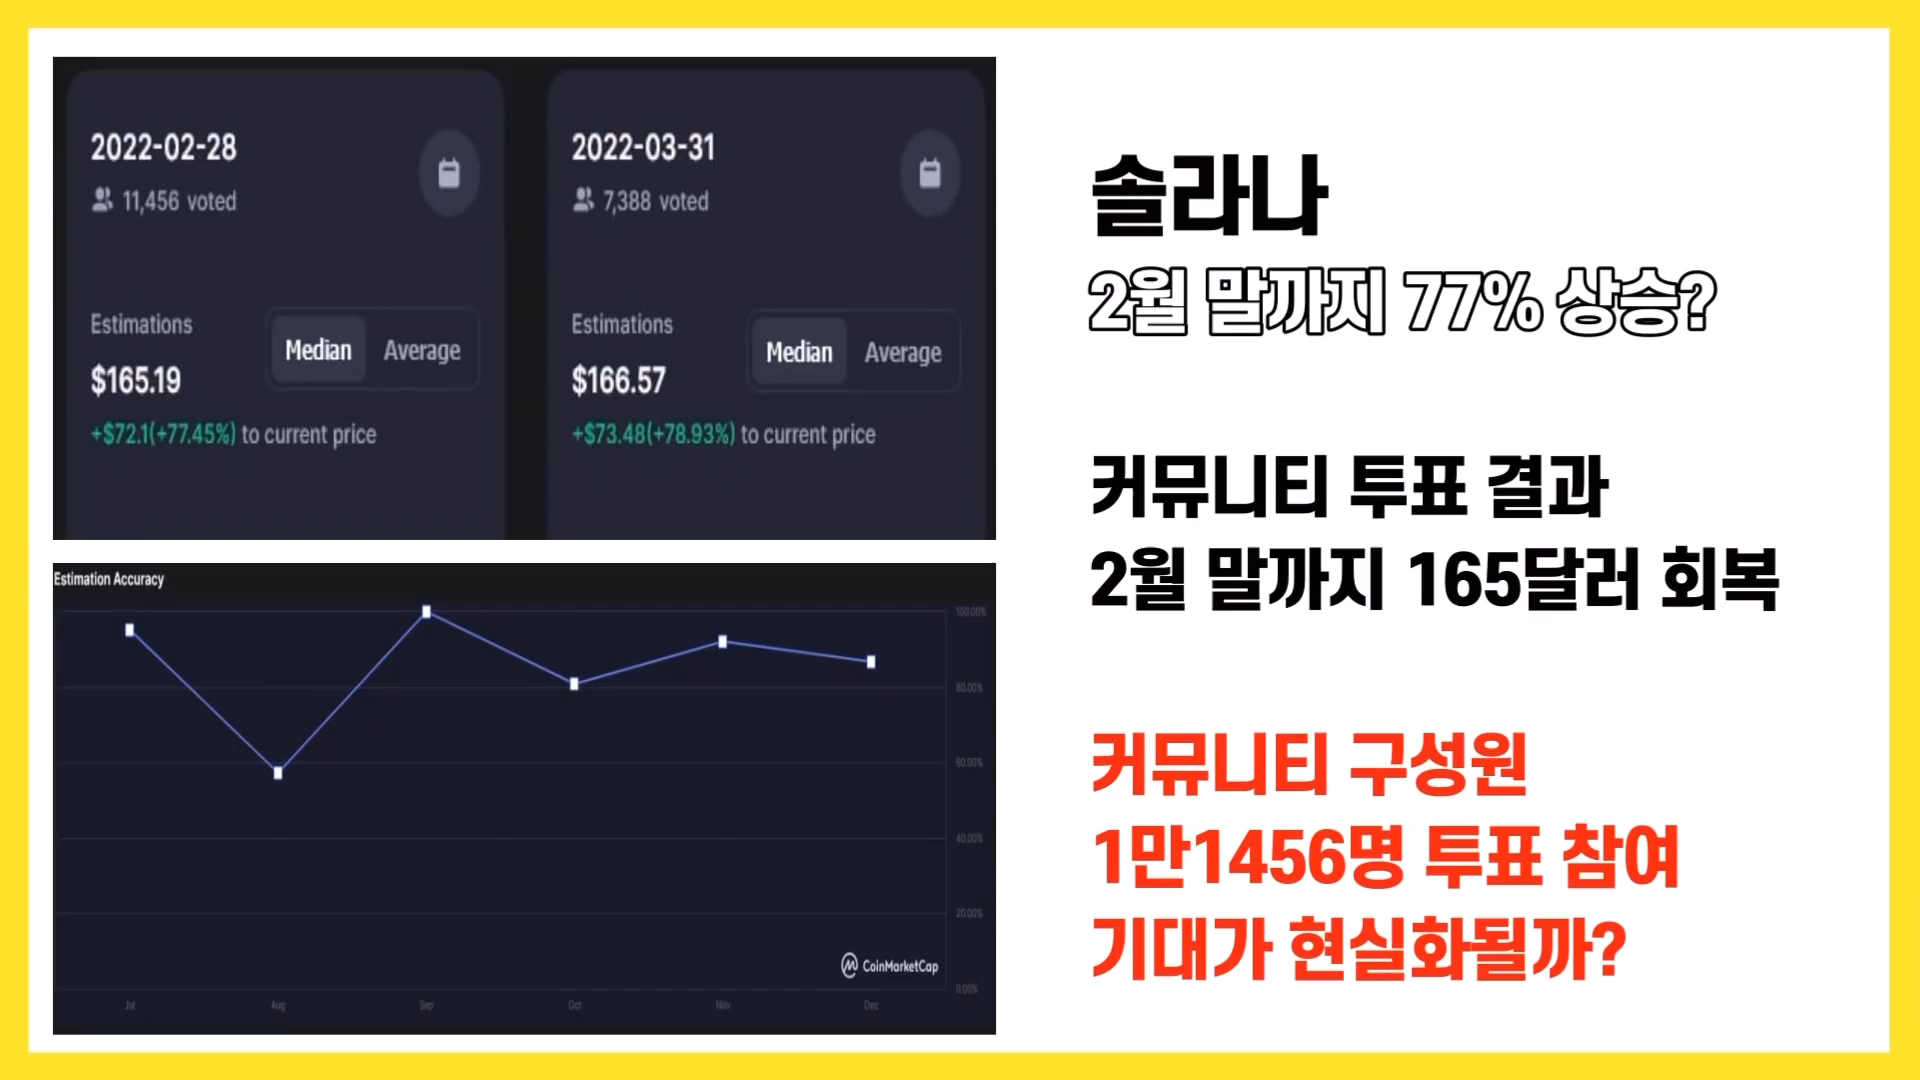 2022-02-28
11,456 voted
Estimations
Median Average
$165.19
+$72.1(+77.45%) to current price
2022-03-31
7,388 voted
Estimations
Median Average
$166.57
+$73.48(+78.93%) to current price
Estimation Accuracy
100.00%
80.00%
60.00%
40.00%
20.00%
0.00%
Jul Aug Sep Oct Nov Dec
CoinMarketCap
솔라나
2월 말까지 77% 상승?
커뮤니티 투표 결과
2월 말까지 165달러 회복
커뮤니티 구성원
1만1456명 투표 참여
기대가 현실화될까?